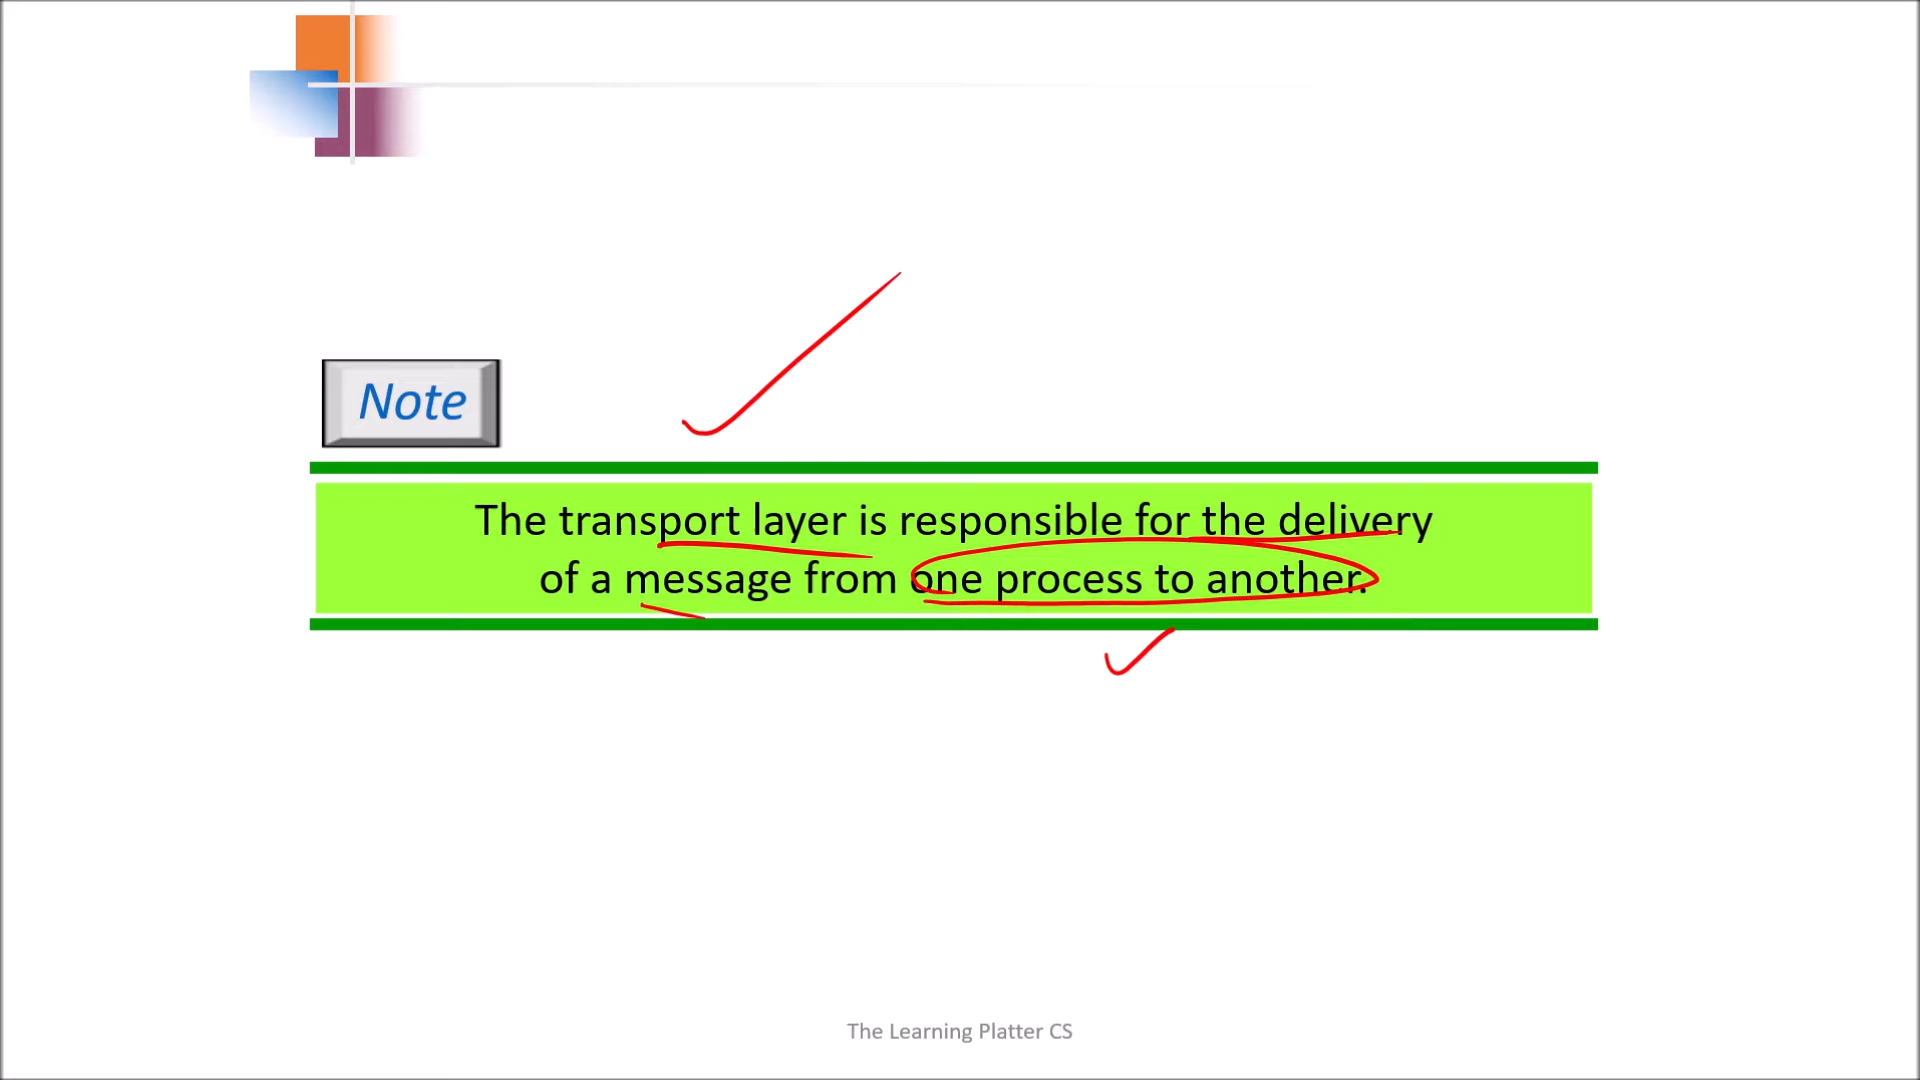 Note
The transport layer is responsible for the delivery
of a message from one process to another.
The Learning Platter CS